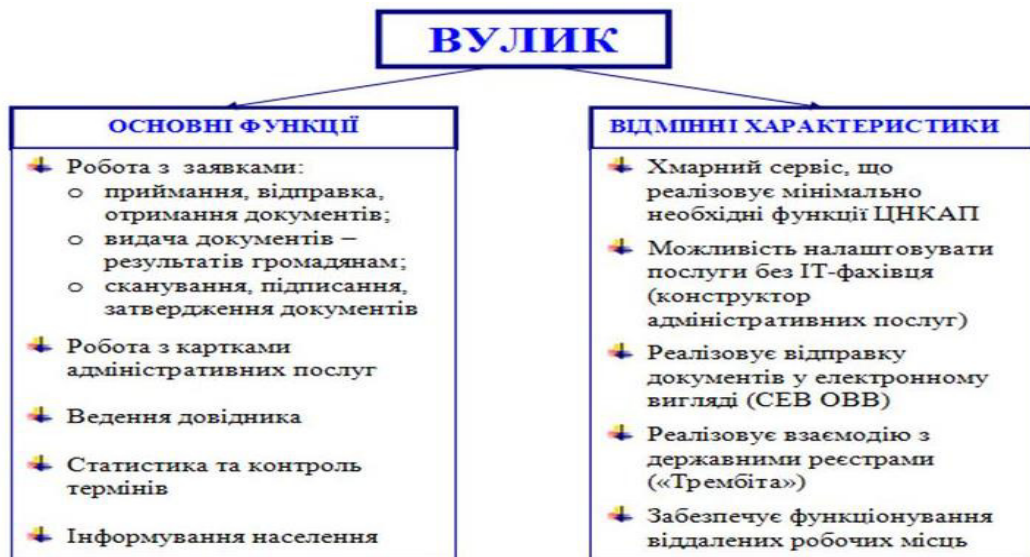 ВУЛИК
ОСНОВНІ ФУНКЦІЇ
Робота з заявками:
o приймання, відправка,
отримання документів;
o видача документів –
результатів громадянам;
o сканування, підписання,
затвердження документів
Робота з картками
адміністративних послуг
Ведення довідника
Статистика та контроль
термінів
Інформування населення
ВІДМІННІ ХАРАКТЕРИСТИКИ
Хмарний сервіс, що
реалізовує мінімально
необхідні функції ЦНКАП
Можливість налаштовувати
послуги без ІТ-фахівця
(конструктор
адміністративних послуг)
Реалізовує відправку
документів у електронному
вигляді (СЕВ ОВВ)
Реалізовує взаємодію з
державними реєстрами
(«Трембіта»)
Забезпечує функціонування
віддалених робочих місць